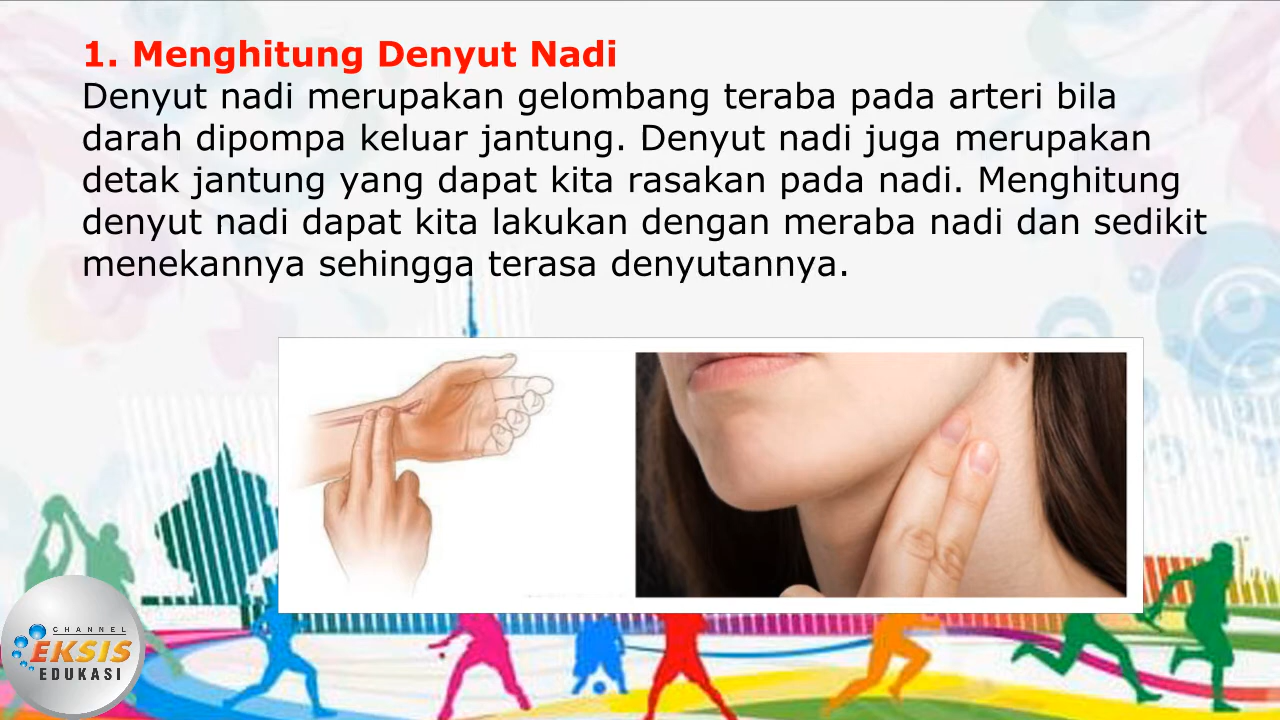 1. Menghitung Denyut Nadi
Denyut nadi merupakan gelombang teraba pada arteri bila
darah dipompa keluar jantung. Denyut nadi juga merupakan
detak jantung yang dapat kita rasakan pada nadi. Menghitung
denyut nadi dapat kita lakukan dengan meraba nadi dan sedikit
menekannya sehingga terasa denyutannya.
CHANNEL
EKSIS
EDUKASI